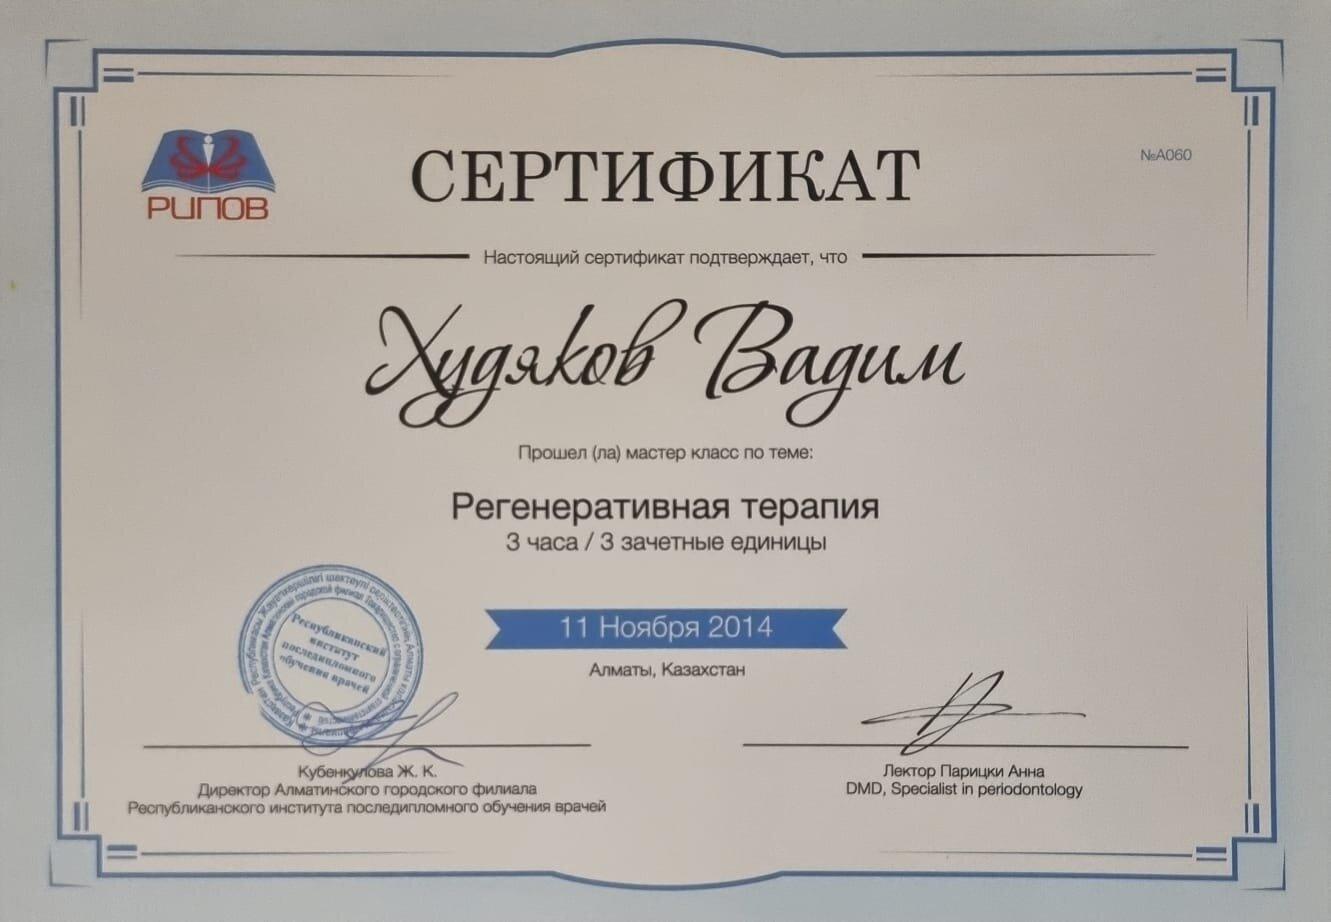 РИПОВ
СЕРТИФИКАТ
№А060
Настоящий сертификат подтверждает, что
Худяков Вадим
Прошел (ла) мастер класс по теме:
Регенеративная терапия
3 часа / 3 зачетные единицы
11 Ноября 2014
Алматы, Казахстан
Республиканский
институт
последипломного
обучения врачей
Кубенкулова Ж. К.
Директор Алматинского городского филиала
Республиканского института последипломного обучения врачей
Лектор Парицки Анна
DMD, Specialist in periodontology